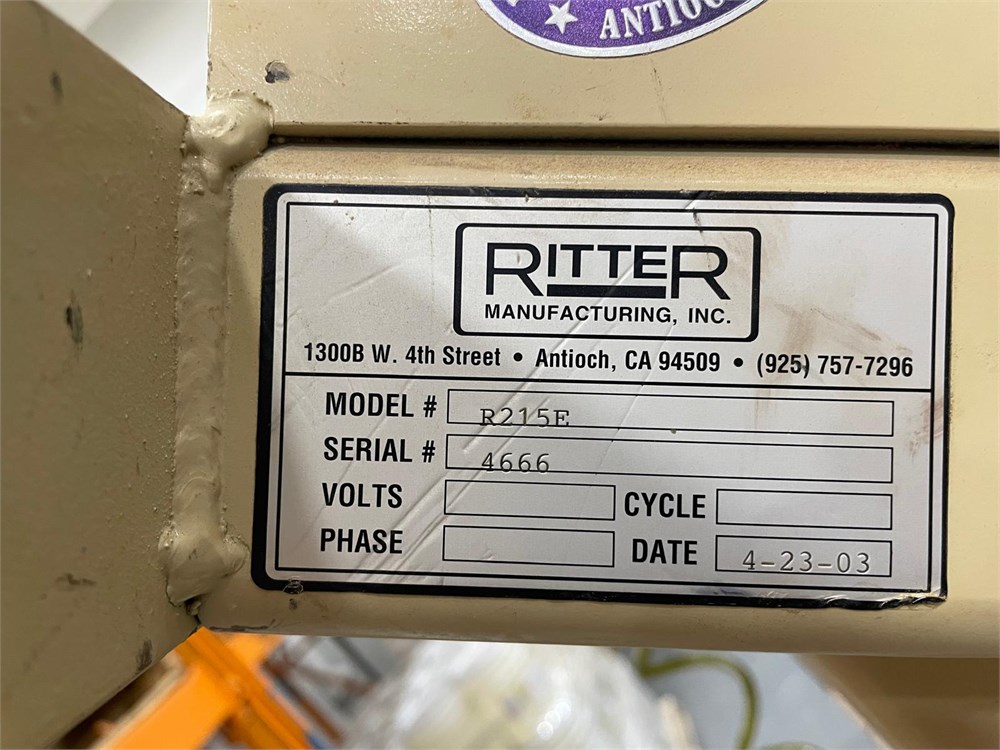 RITTER
MANUFACTURING, INC.
1300B W. 4th Street • Antioch, CA 94509 • (925) 757-7296
MODEL # R215E
SERIAL # 4666
VOLTS CYCLE
PHASE DATE 4-23-03